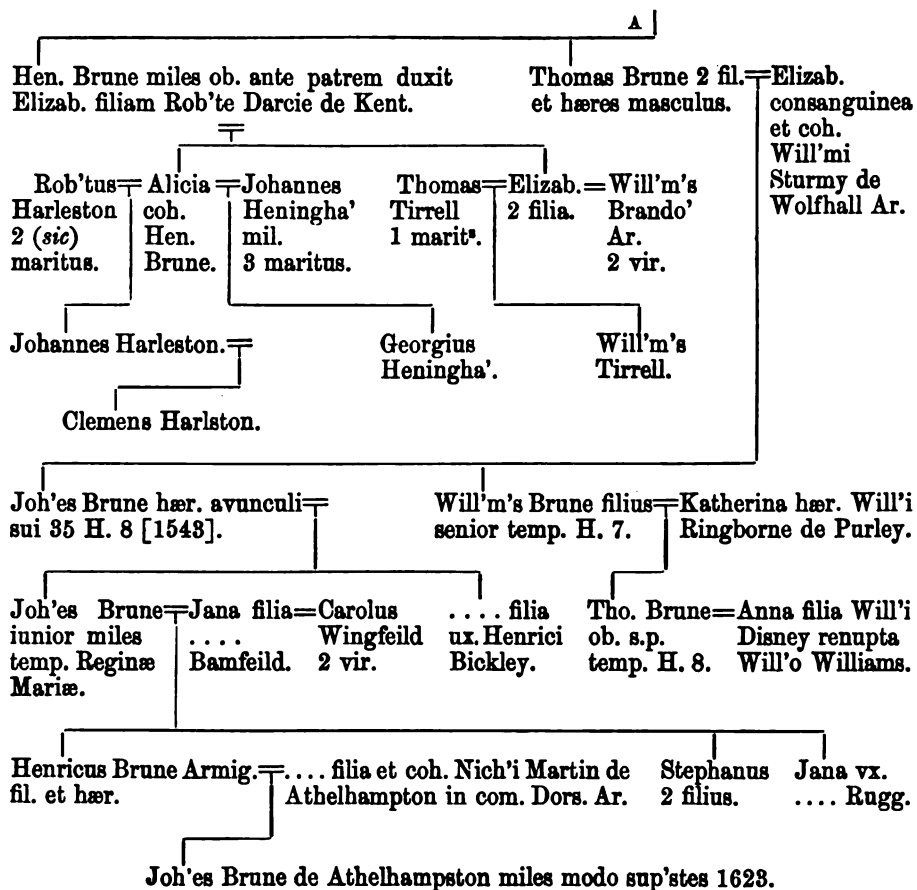 A
Hen. Brune miles ob. ante patrem duxit
Elizab. filiam Rob'te Darcie de Kent.
Thomas Brune 2 fil.
et hæres masculus.
Elizab.
consanguinea
et coh.
Will'mi
Sturmy de
Wolfhall Ar.
Rob'tus
Harleston
2 (sic)
maritus.
Alicia
coh.
Hen.
Brune.
Johannes
Heningha'
mil.
3 maritus.
Thomas
Tirrell
1 maritˢ.
Elizab.
2 filia.
Will'm's
Brando'
Ar.
2 vir.
Johannes Harleston.
Georgius
Heningha'.
Will'm's
Tirrell.
Clemens Harlston.
Joh'es Brune hær. avunculi
sui 35 H. 8 [1543].
Will'm's Brune filius
senior temp. H. 7.
Katherina hær. Will'i
Ringborne de Purley.
Joh'es Brune
iunior miles
temp. Reginæ
Mariæ.
Jana filia
....
Bamfeild.
Carolus
Wingfeild
2 vir.
.... filia
ux. Henrici
Bickley.
Tho. Brune
ob. s.p.
temp. H. 8.
Anna filia Will'i
Disney renupta
Will'o Williams.
Henricus Brune Armig.
fil. et hær.
.... filia et coh. Nich'i Martin de
Athelhampton in com. Dors. Ar.
Stephanus
2 filius.
Jana vx.
.... Rugg.
Joh'es Brune de Athelhampston miles modo sup'stes 1623.